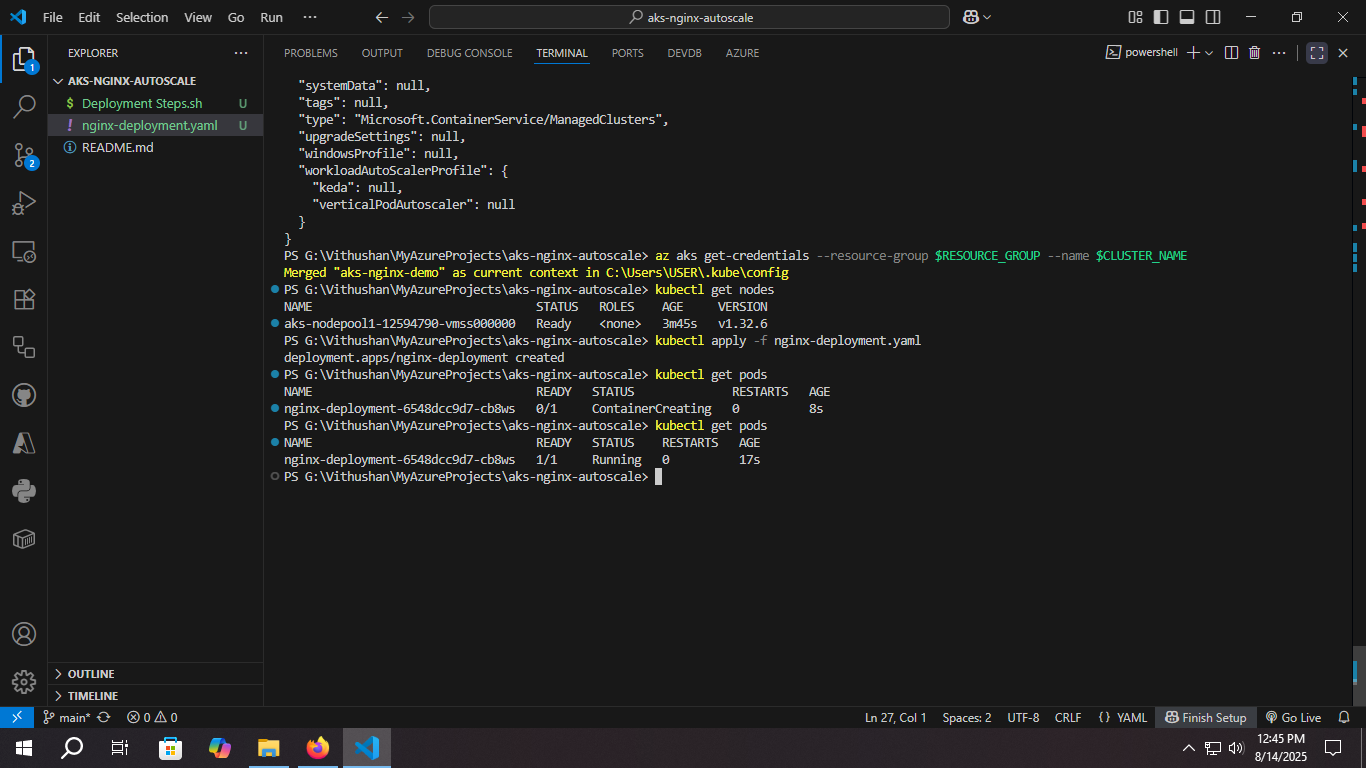 File Edit Selection View Go Run ··· aks-nginx-autoscale
EXPLORER ···
PROBLEMS OUTPUT DEBUG CONSOLE TERMINAL PORTS DEVDB AZURE
powershell
1
AKS-NGINX-AUTOSCALE
$ Deployment Steps.sh U
! nginx-deployment.yaml U
README.md
2
"systemData": null,
"tags": null,
"type": "Microsoft.ContainerService/ManagedClusters",
"upgradeSettings": null,
"windowsProfile": null,
"workloadAutoScalerProfile": {
"keda": null,
"verticalPodAutoscaler": null
}
}
PS G:\Vithushan\MyAzureProjects\aks-nginx-autoscale> az aks get-credentials --resource-group $RESOURCE_GROUP --name $CLUSTER_NAME
Merged "aks-nginx-demo" as current context in C:\Users\USER\.kube\config
PS G:\Vithushan\MyAzureProjects\aks-nginx-autoscale> kubectl get nodes
NAME STATUS ROLES AGE VERSION
aks-nodepool1-12594790-vmss000000 Ready <none> 3m45s v1.32.6
PS G:\Vithushan\MyAzureProjects\aks-nginx-autoscale> kubectl apply -f nginx-deployment.yaml
deployment.apps/nginx-deployment created
PS G:\Vithushan\MyAzureProjects\aks-nginx-autoscale> kubectl get pods
NAME READY STATUS RESTARTS AGE
nginx-deployment-6548dcc9d7-cb8ws 0/1 ContainerCreating 0 8s
PS G:\Vithushan\MyAzureProjects\aks-nginx-autoscale> kubectl get pods
NAME READY STATUS RESTARTS AGE
nginx-deployment-6548dcc9d7-cb8ws 1/1 Running 0 17s
PS G:\Vithushan\MyAzureProjects\aks-nginx-autoscale>
OUTLINE
TIMELINE
main* 0 0 Ln 27, Col 1 Spaces: 2 UTF-8 CRLF {} YAML Finish Setup Go Live
12:45 PM
8/14/2025